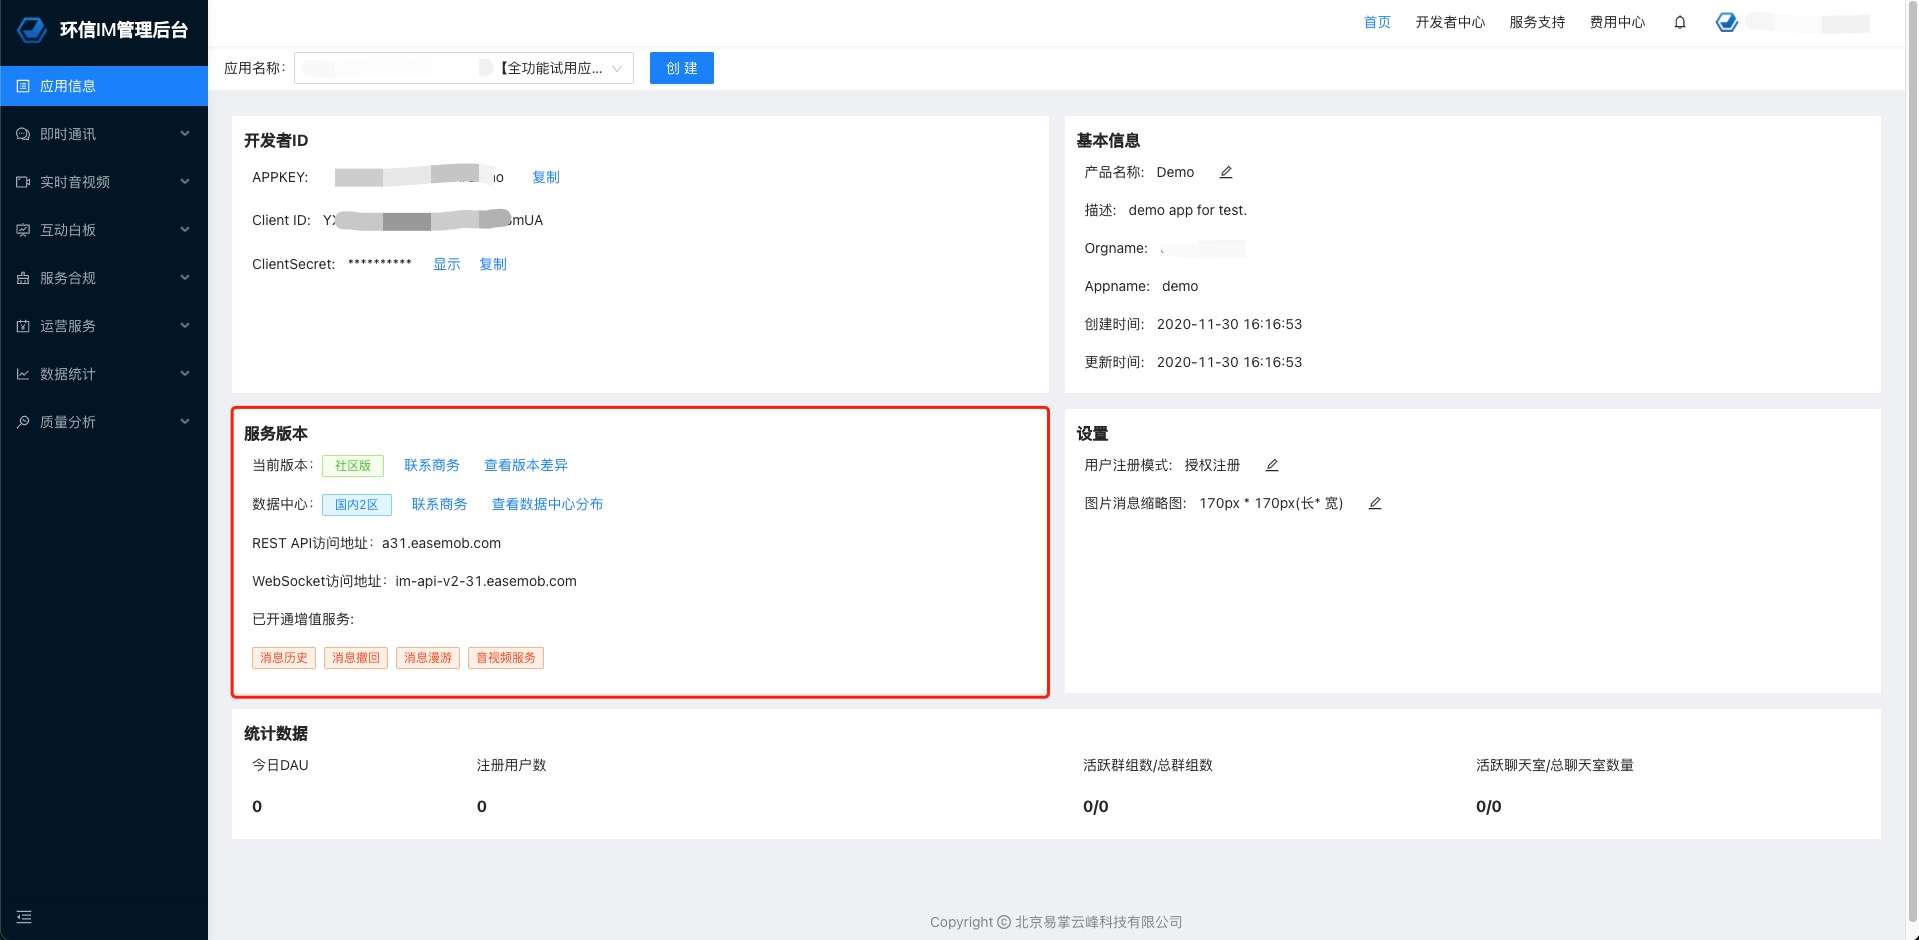 环信IM管理后台
首页 开发者中心 服务支持 费用中心
应用名称: 【全功能试用应... 创 建
应用信息
即时通讯
实时音视频
互动白板
服务合规
运营服务
数据统计
质量分析
开发者ID
APPKEY: 复制
Client ID: mUA
ClientSecret: ********** 显示 复制
基本信息
产品名称: Demo
描述: demo app for test.
Orgname:
Appname: demo
创建时间: 2020-11-30 16:16:53
更新时间: 2020-11-30 16:16:53
服务版本
当前版本: 社区版 联系商务 查看版本差异
数据中心: 国内2区 联系商务 查看数据中心分布
REST API访问地址: a31.easemob.com
WebSocket访问地址: im-api-v2-31.easemob.com
已开通增值服务:
消息历史 消息撤回 消息漫游 音视频服务
设置
用户注册模式: 授权注册
图片消息缩略图: 170px * 170px(长* 宽)
统计数据
今日DAU 注册用户数 活跃群组数/总群组数 活跃聊天室/总聊天室数量
0 0 0/0 0/0
Copyright © 北京易掌云峰科技有限公司